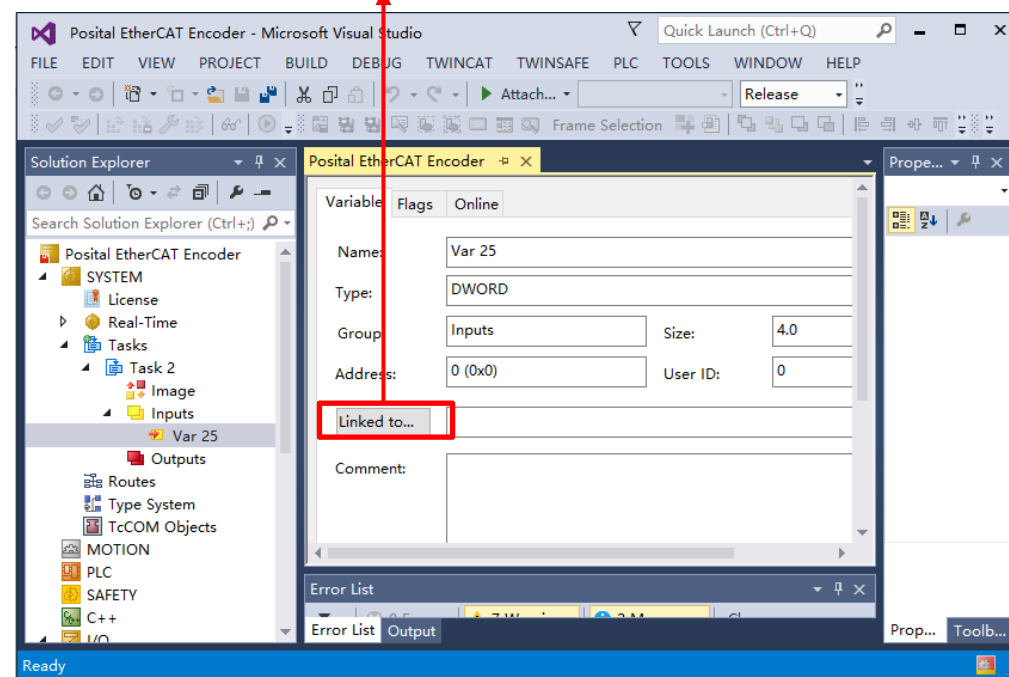 Posital EtherCAT Encoder - Microsoft Visual Studio
Quick Launch (Ctrl+Q)
FILE EDIT VIEW PROJECT BUILD DEBUG TWINCAT TWINSAFE PLC TOOLS WINDOW HELP
Attach... Release
Frame Selection
Solution Explorer
Search Solution Explorer (Ctrl+;)
Posital EtherCAT Encoder
SYSTEM
License
Real-Time
Tasks
Task 2
Image
Inputs
Var 25
Outputs
Routes
Type System
TcCOM Objects
MOTION
PLC
SAFETY
C++
I/O
Posital EtherCAT Encoder
Variable Flags Online
Name: Var 25
Type: DWORD
Group: Inputs Size: 4.0
Address: 0 (0x0) User ID: 0
Linked to...
Comment:
Error List
Error List Output
Prope...
Prop... Toolb...
Ready